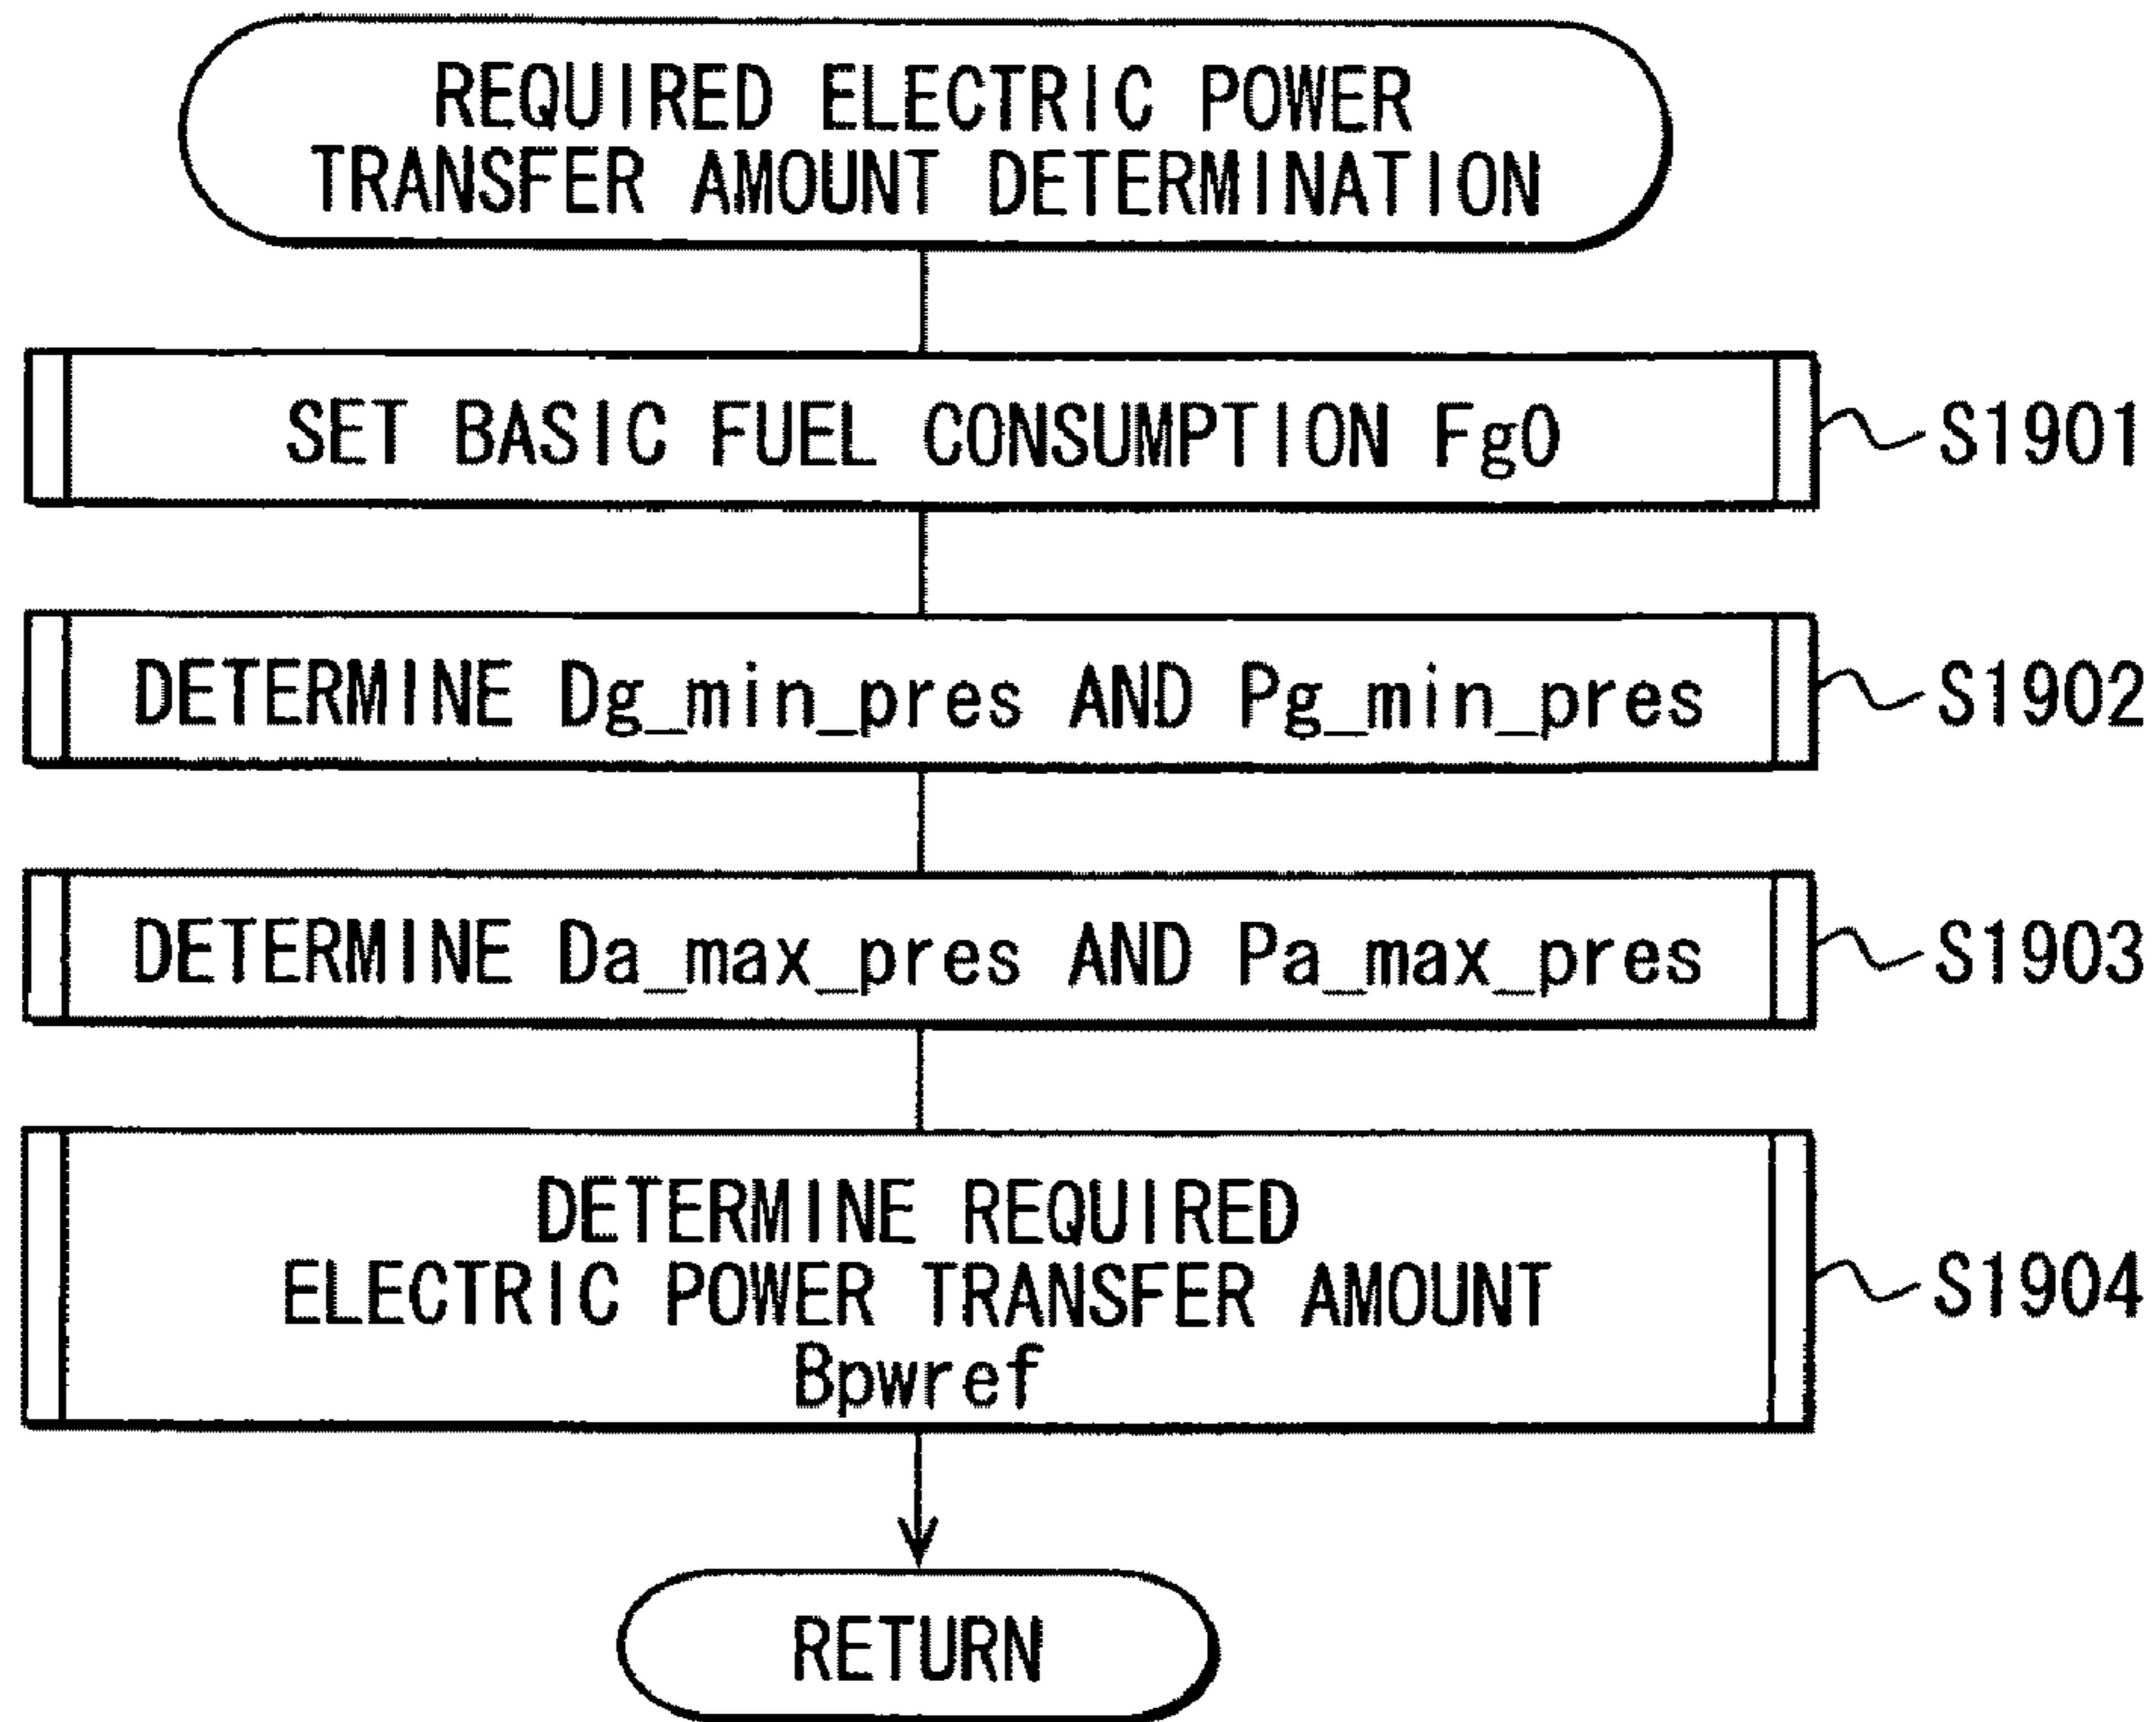 REQUIRED ELECTRIC POWER
TRANSFER AMOUNT DETERMINATION
SET BASIC FUEL CONSUMPTION Fg0
S1901
DETERMINE Dg_min_pres AND Pg_min_pres
S1902
DETERMINE Da_max_pres AND Pa_max_pres
S1903
DETERMINE REQUIRED
ELECTRIC POWER TRANSFER AMOUNT
Bpwref
S1904
RETURN